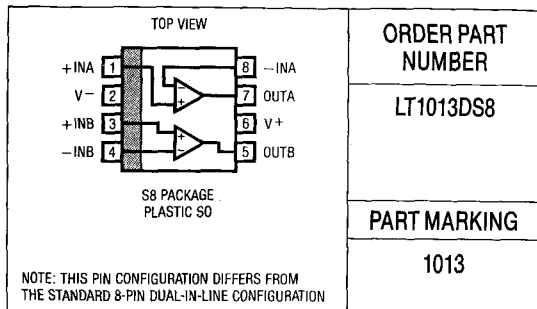 TOP VIEW
+INA 1
8 −INA
V− 2
7 OUTA
+INB 3
6 V+
−INB 4
5 OUTB
− +
+ −
S8 PACKAGE
PLASTIC SO
NOTE: THIS PIN CONFIGURATION DIFFERS FROM
THE STANDARD 8-PIN DUAL-IN-LINE CONFIGURATION
ORDER PART
NUMBER
LT1013DS8
PART MARKING
1013